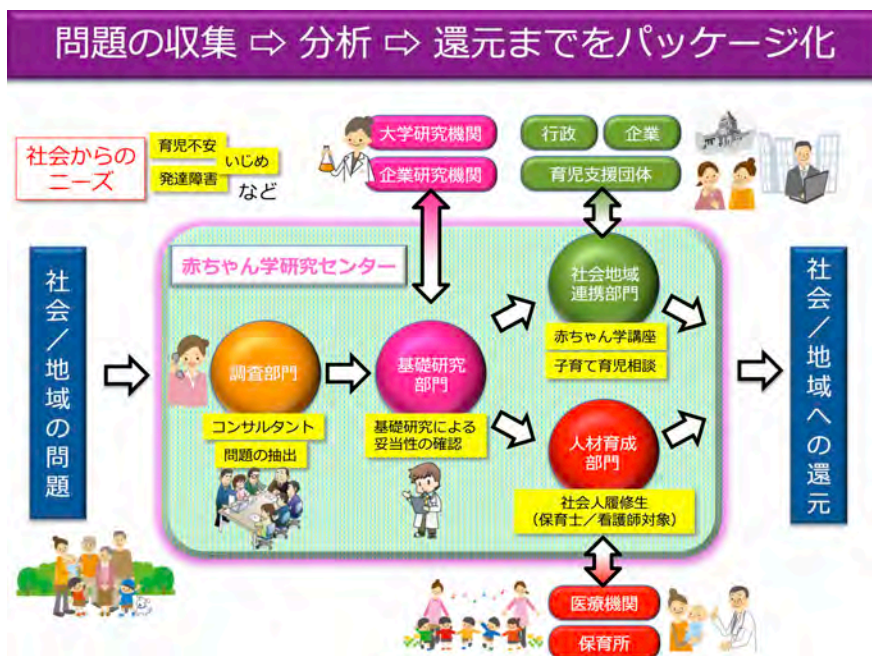 問題の収集 ⇨ 分析 ⇨ 還元までをパッケージ化
社会からの
ニーズ
育児不安
いじめ
発達障害
など
大学研究機関
企業研究機関
行政
企業
育児支援団体
社会／地域の問題
赤ちゃん学研究センター
調査部門
コンサルタント
問題の抽出
基礎研究
部門
基礎研究による
妥当性の確認
社会地域
連携部門
赤ちゃん学講座
子育て育児相談
人材育成
部門
社会人履修生
（保育士／看護師対象）
医療機関
保育所
社会／地域への還元